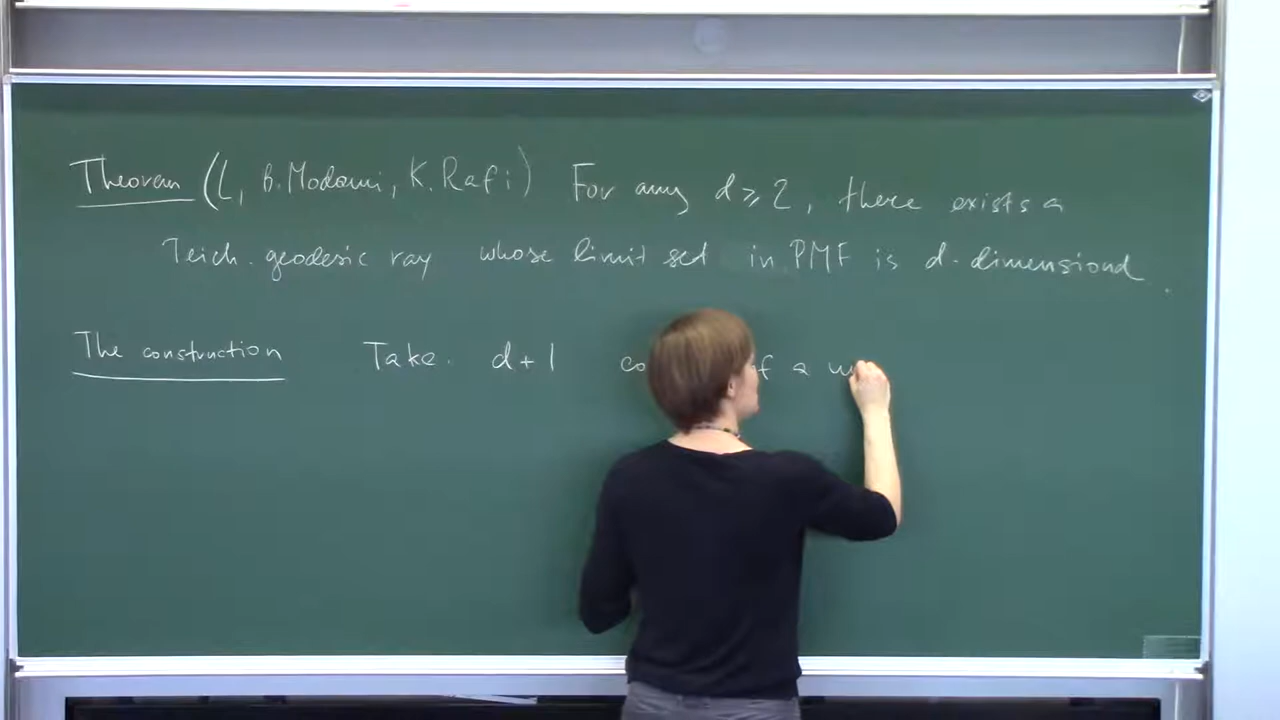 Theorem (L, B. Modami, K. Rafi) For any d ≥ 2, there exists a
Teich. geodesic ray whose limit set in PMF is d-dimensional.
The construction Take d+1 a